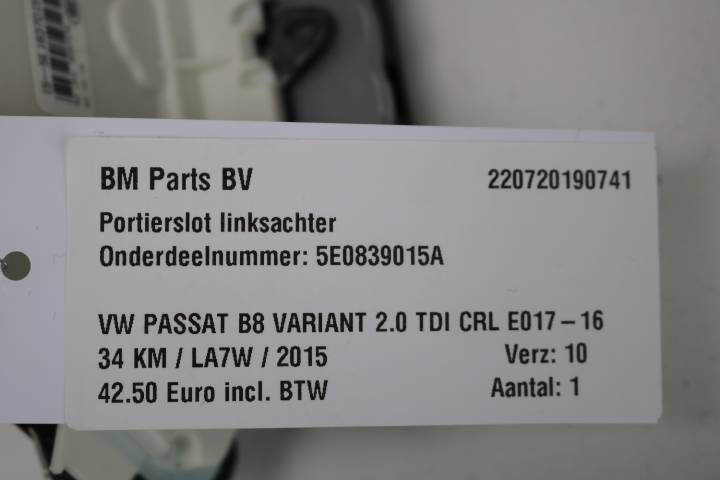 BM Parts BV 220720190741
Portierslot linksachter
Onderdeelnummer: 5E0839015A
VW PASSAT B8 VARIANT 2.0 TDI CRL E017-16
34 KM / LA7W / 2015 Verz: 10
42.50 Euro incl. BTW Aantal: 1